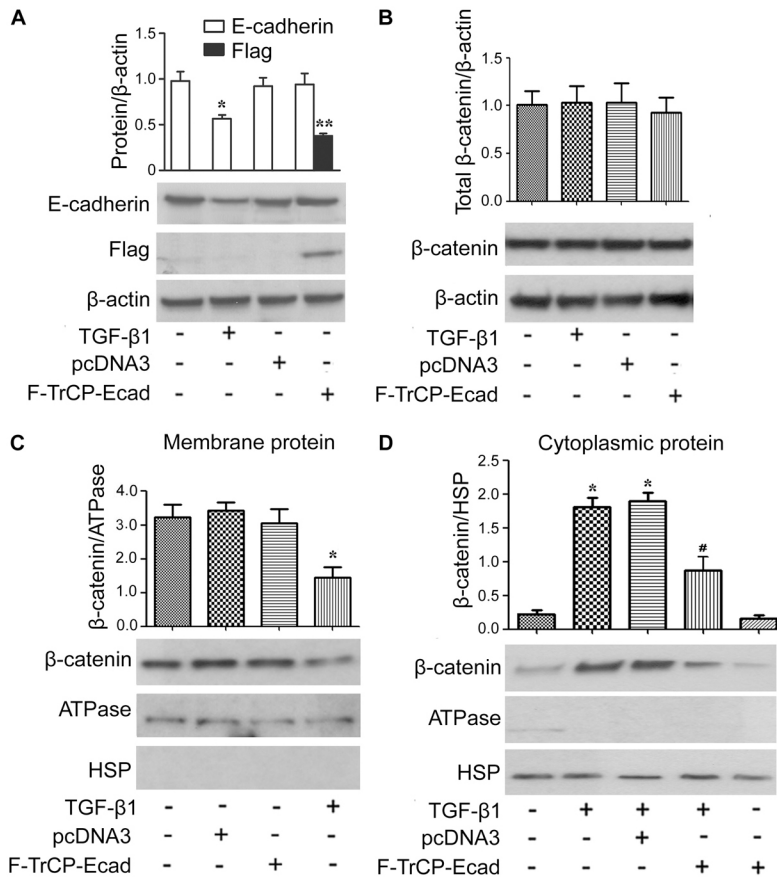 A
E-cadherin
Flag
Protein/β-actin
1.5
1.0
0.5
0
*
**
E-cadherin
Flag
β-actin
TGF-β1 - + - -
pcDNA3 - - + -
F-TrCP-Ecad - - - +
B
Total β-catenin/β-actin
1.5
1.0
0.5
0.0
β-catenin
β-actin
TGF-β1 - + - -
pcDNA3 - - + -
F-TrCP-Ecad - - - +
C
Membrane protein
β-catenin/ATPase
4.0
3.0
2.0
1.0
0.0
*
β-catenin
ATPase
HSP
TGF-β1 - - - +
pcDNA3 - + - -
F-TrCP-Ecad - - + -
D
Cytoplasmic protein
β-catenin/HSP
2.5
2.0
1.5
1.0
0.5
0.0
* * #
β-catenin
ATPase
HSP
TGF-β1 - + + + -
pcDNA3 - - + - -
F-TrCP-Ecad - - - + +